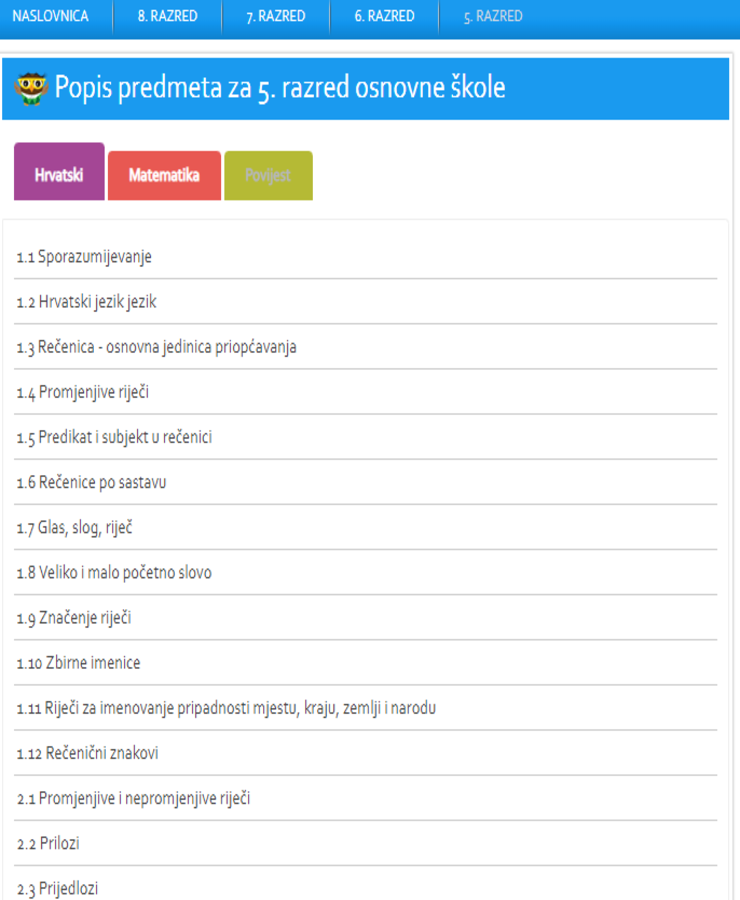 NASLOVNICA 8. RAZRED 7. RAZRED 6. RAZRED 5. RAZRED
Popis predmeta za 5. razred osnovne škole
Hrvatski Matematika Povijest
1.1 Sporazumijevanje
1.2 Hrvatski jezik jezik
1.3 Rečenica - osnovna jedinica priopćavanja
1.4 Promjenjive riječi
1.5 Predikat i subjekt u rečenici
1.6 Rečenice po sastavu
1.7 Glas, slog, riječ
1.8 Veliko i malo početno slovo
1.9 Značenje riječi
1.10 Zbirne imenice
1.11 Riječi za imenovanje pripadnosti mjestu, kraju, zemlji i narodu
1.12 Rečenični znakovi
2.1 Promjenjive i nepromjenjive riječi
2.2 Prilozi
2.3 Prijedlozi